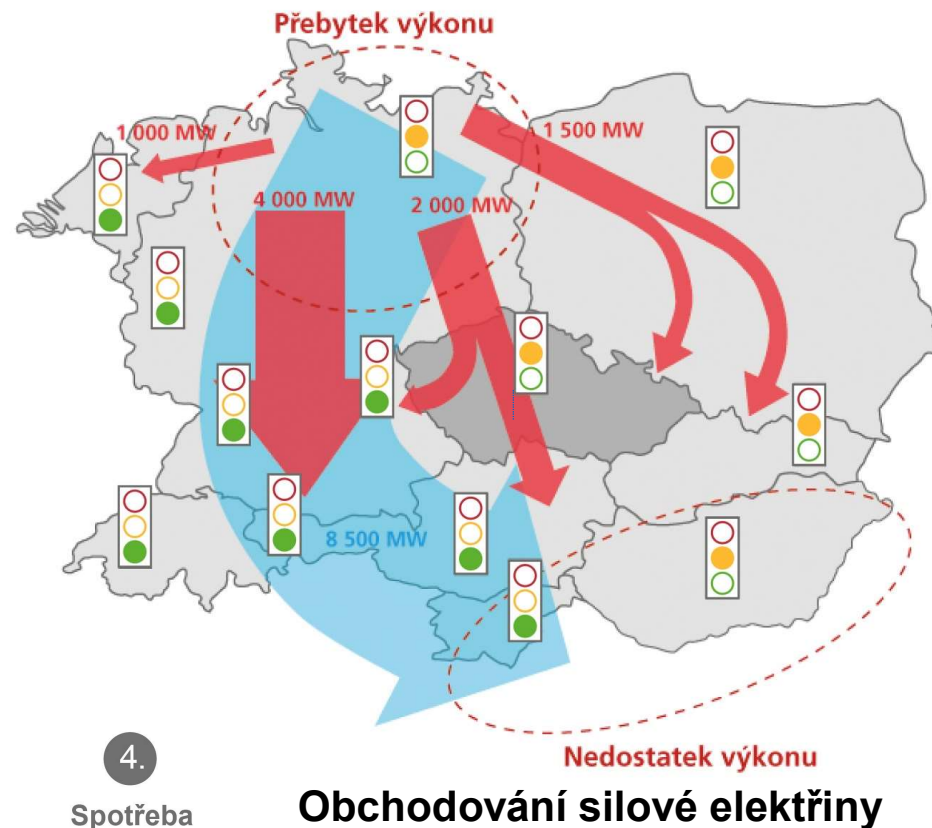 Přebytek výkonu
1 000 MW
1 500 MW
4 000 MW
2 000 MW
8 500 MW
Nedostatek výkonu
4.
Spotřeba
Obchodování silové elektřiny